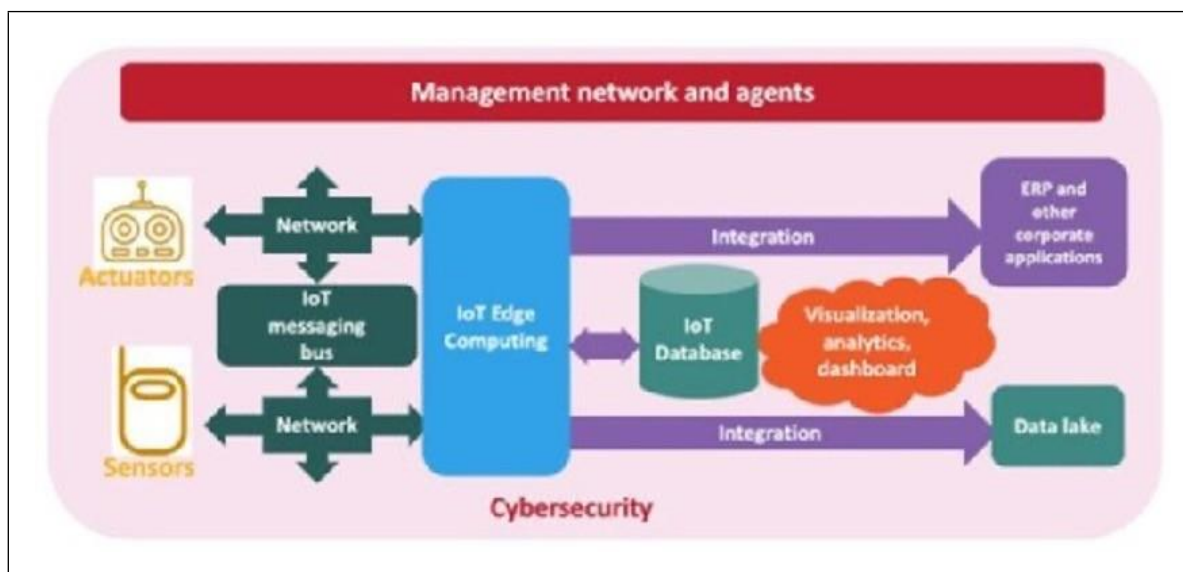 Management network and agents
Actuators
Network
Integration
ERP and
other
corporate
applications
IoT
messaging
bus
IoT Edge
Computing
IoT
Database
Visualization,
analytics,
dashboard
Sensors
Network
Integration
Data lake
Cybersecurity